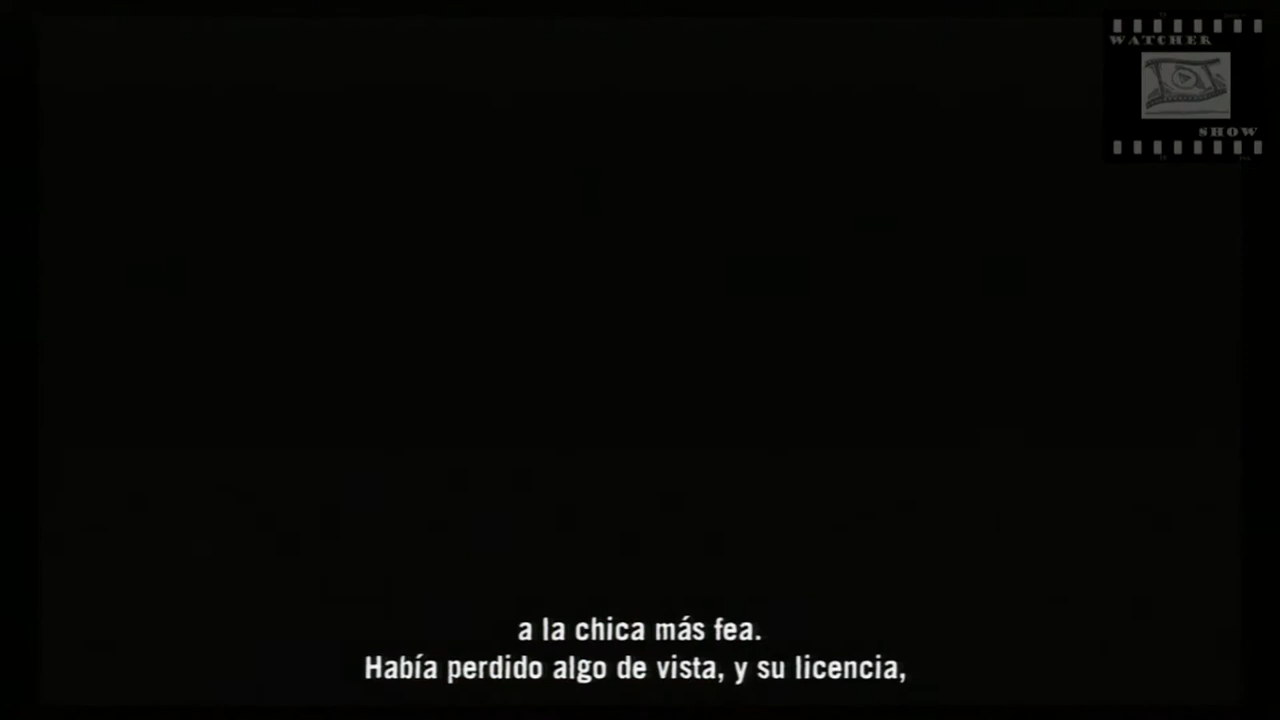 WATCHER
SHOW
a la chica más fea.
Había perdido algo de vista, y su licencia,